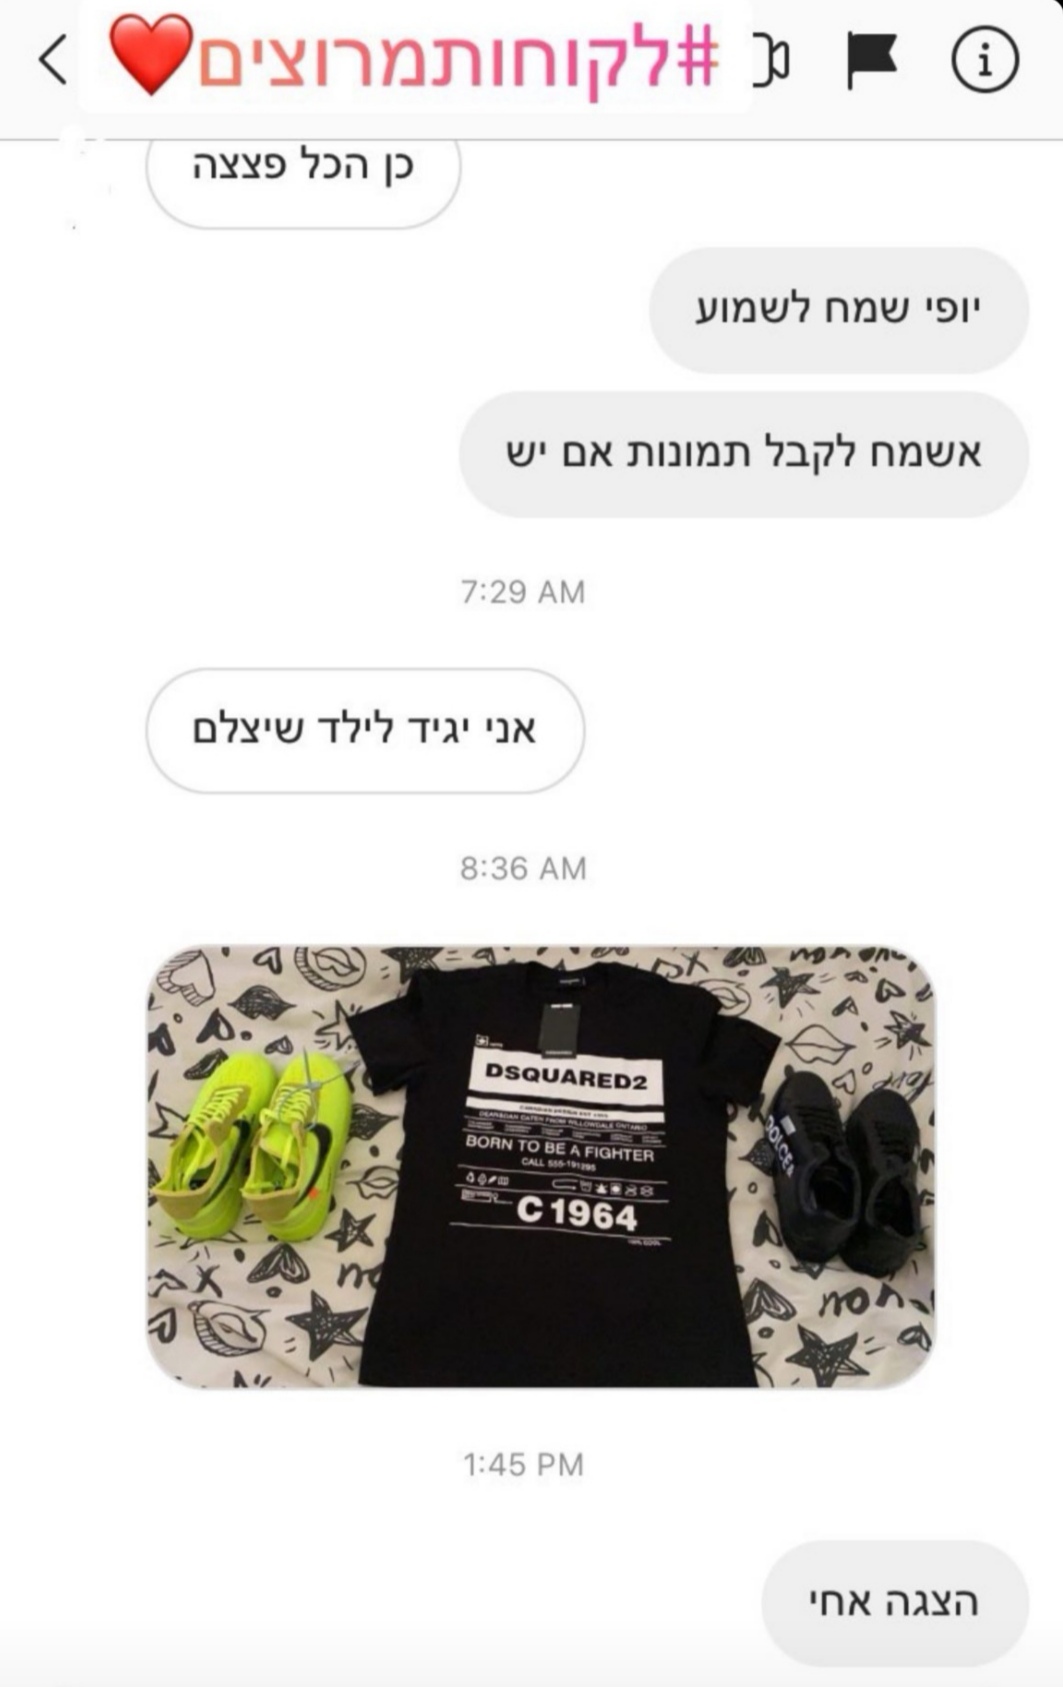 #לקוחותמרוצים❤️
כן הכל פצצה
יופי שמח לשמוע
אשמח לקבל תמונות אם יש
7:29 AM
אני יגיד לילד שיצלם
8:36 AM
DSQUARED2
BORN TO BE A FIGHTER
CALL 555-191295
C 1964
1:45 PM
הצגה אחי